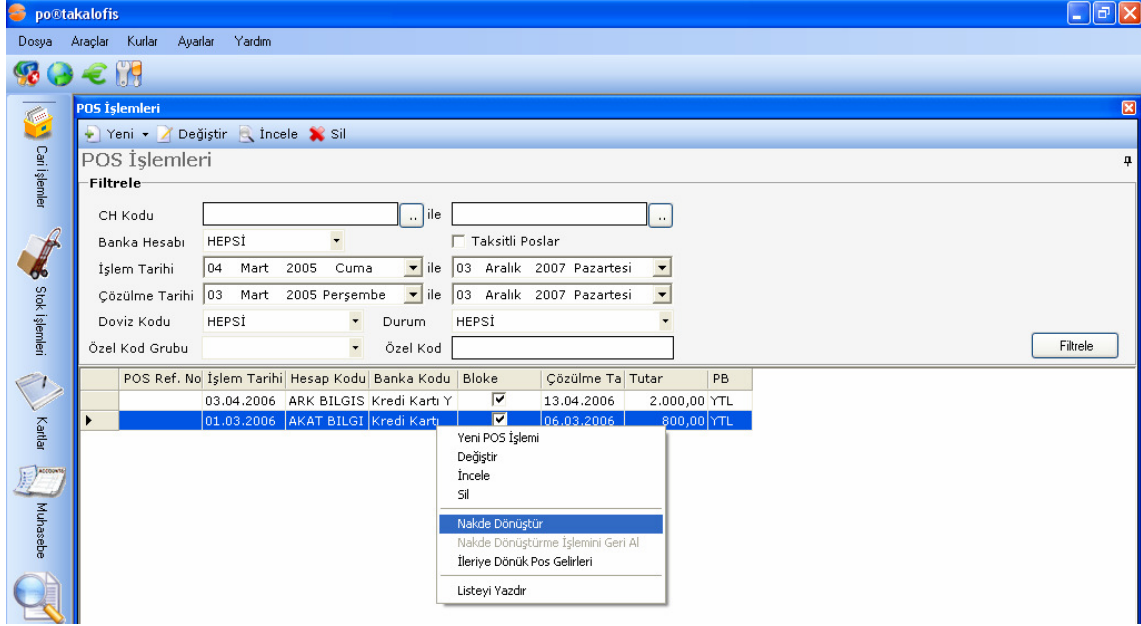 po®takalofis
Dosya Araçlar Kurlar Ayarlar Yardım
POS İşlemleri
Yeni Değiştir İncele Sil
POS İşlemleri
Filtrele
CH Kodu .. ile ..
Banka Hesabı HEPSİ Taksitli Poslar
İşlem Tarihi 04 Mart 2005 Cuma ile 03 Aralık 2007 Pazartesi
Çözülme Tarihi 03 Mart 2005 Perşembe ile 03 Aralık 2007 Pazartesi
Doviz Kodu HEPSİ Durum HEPSİ
Özel Kod Grubu Özel Kod Filtrele
POS Ref. No İşlem Tarihi Hesap Kodu Banka Kodu Bloke Çözülme Ta Tutar PB
03.04.2006 ARK BILGIS Kredi Kartı Y 13.04.2006 2.000,00 YTL
01.03.2006 AKAT BILGI Kredi Kartı 06.03.2006 800,00 YTL
Yeni POS İşlemi
Değiştir
İncele
Sil
Nakde Dönüştür
Nakde Dönüştürme İşlemini Geri Al
İleriye Dönük Pos Gelirleri
Listeyi Yazdır
Cari İşlemler
Stok İşlemleri
Kartlar
ACCOUNTS
Muhasebe